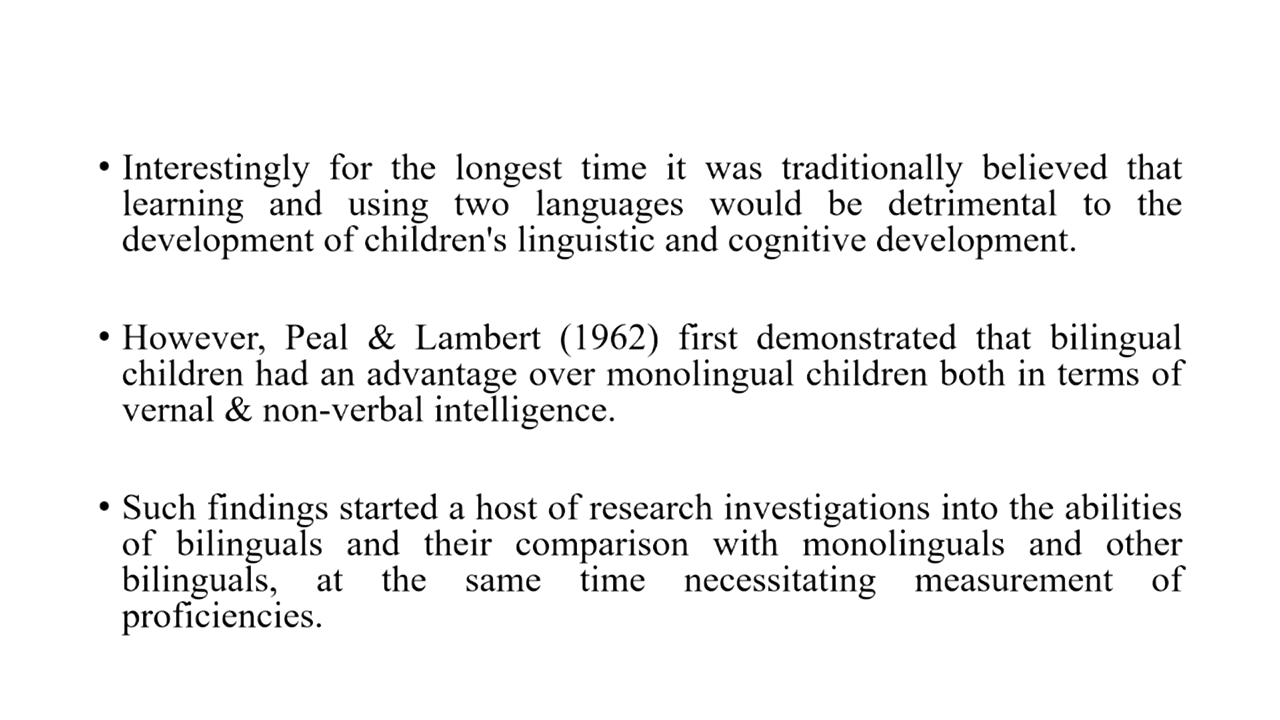 • Interestingly for the longest time it was traditionally believed that
learning and using two languages would be detrimental to the
development of children's linguistic and cognitive development.
• However, Peal & Lambert (1962) first demonstrated that bilingual
children had an advantage over monolingual children both in terms of
vernal & non-verbal intelligence.
• Such findings started a host of research investigations into the abilities
of bilinguals and their comparison with monolinguals and other
bilinguals, at the same time necessitating measurement of
proficiencies.